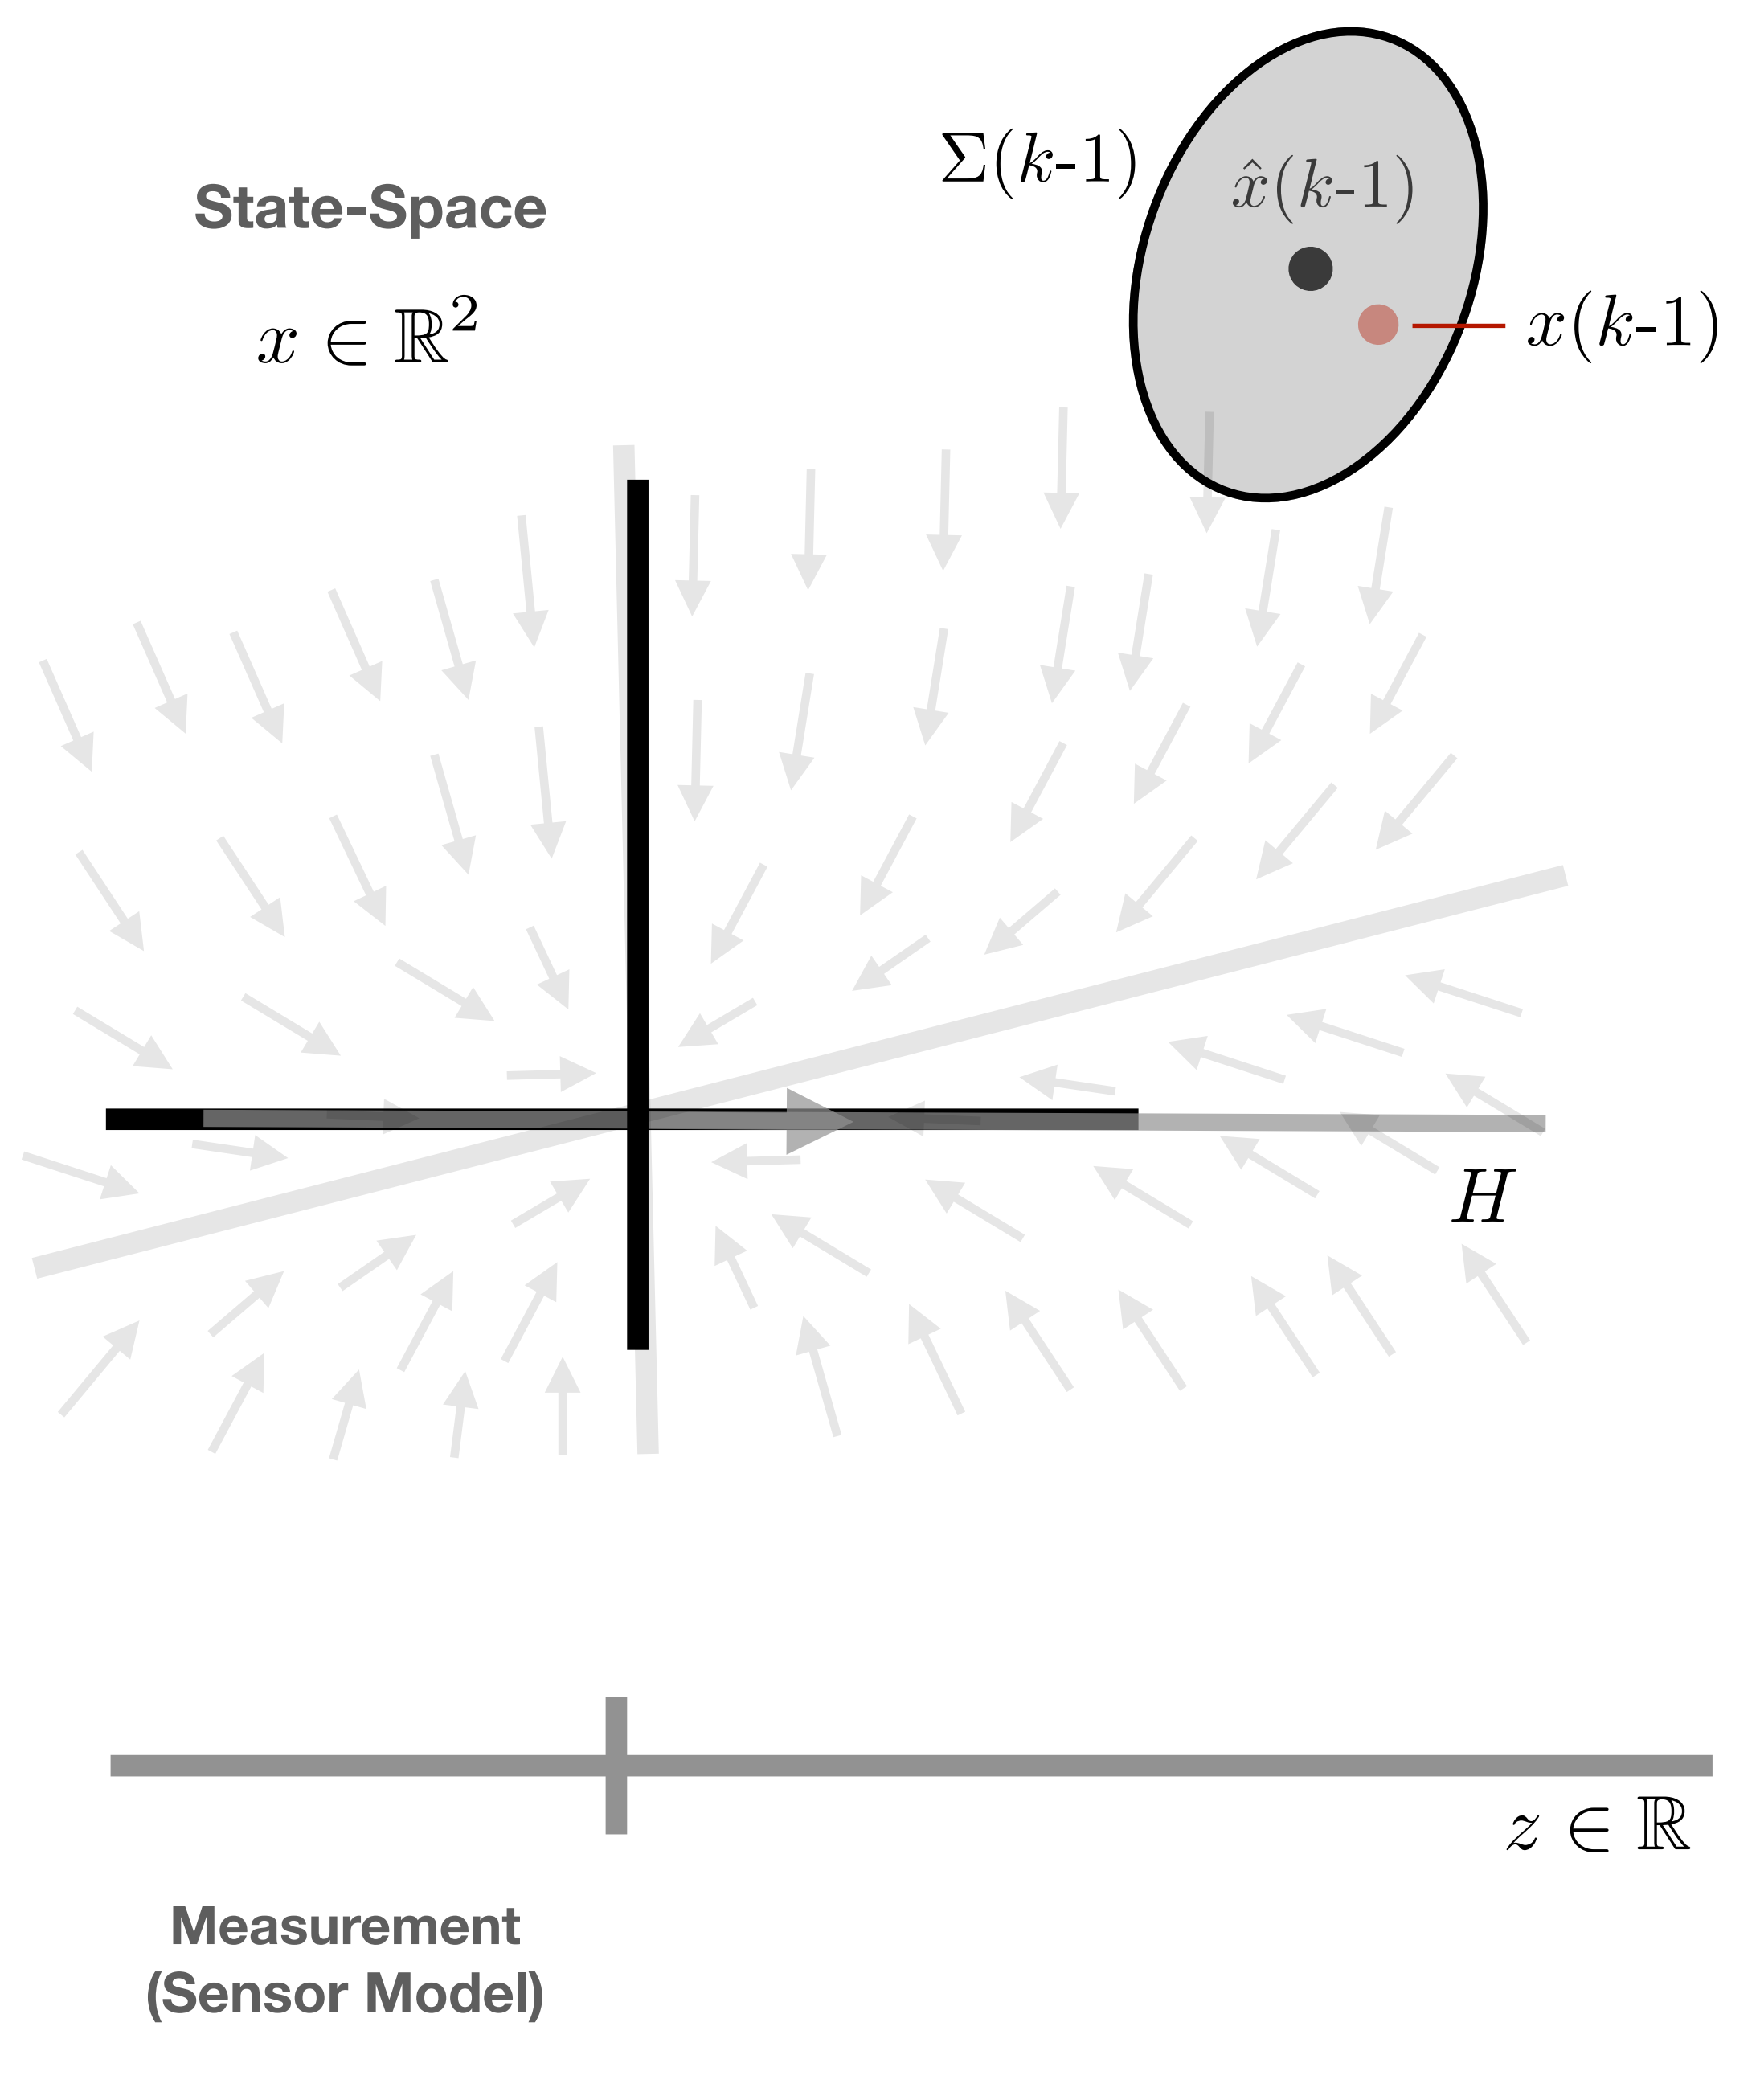 Σ(k-1)
x̂(k-1)
State-Space
x ∈ ℝ²
x(k-1)
H
z ∈ ℝ
Measurement
(Sensor Model)